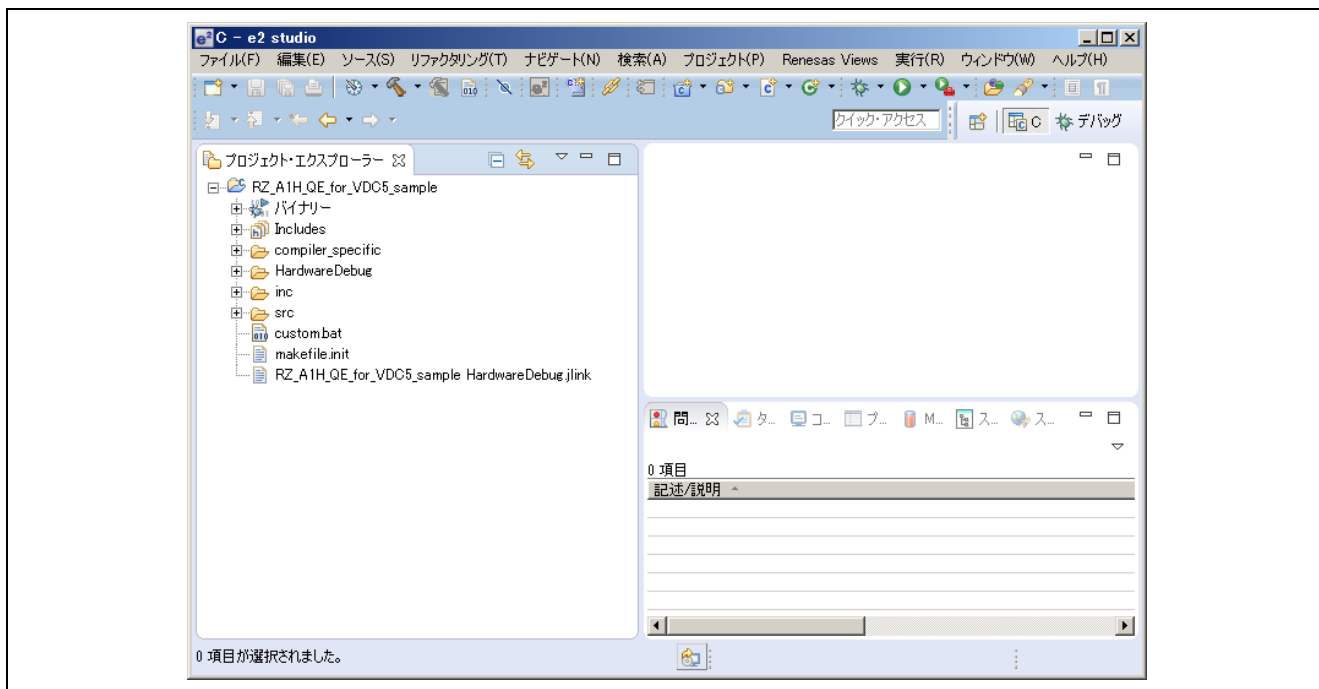 C - e2 studio
ファイル(F) 編集(E) ソース(S) リファクタリング(T) ナビゲート(N) 検索(A) プロジェクト(P) Renesas Views 実行(R) ウィンドウ(W) ヘルプ(H)
クイック・アクセス C デバッグ
プロジェクト・エクスプローラー
RZ_A1H_QE_for_VDC5_sample
バイナリー
Includes
compiler_specific
HardwareDebug
inc
src
custom.bat
makefile.init
RZ_A1H_QE_for_VDC5_sample HardwareDebug.jlink
問... タ... コ... プ... M... ス... ス...
0 項目
記述/説明
0 項目が選択されました。